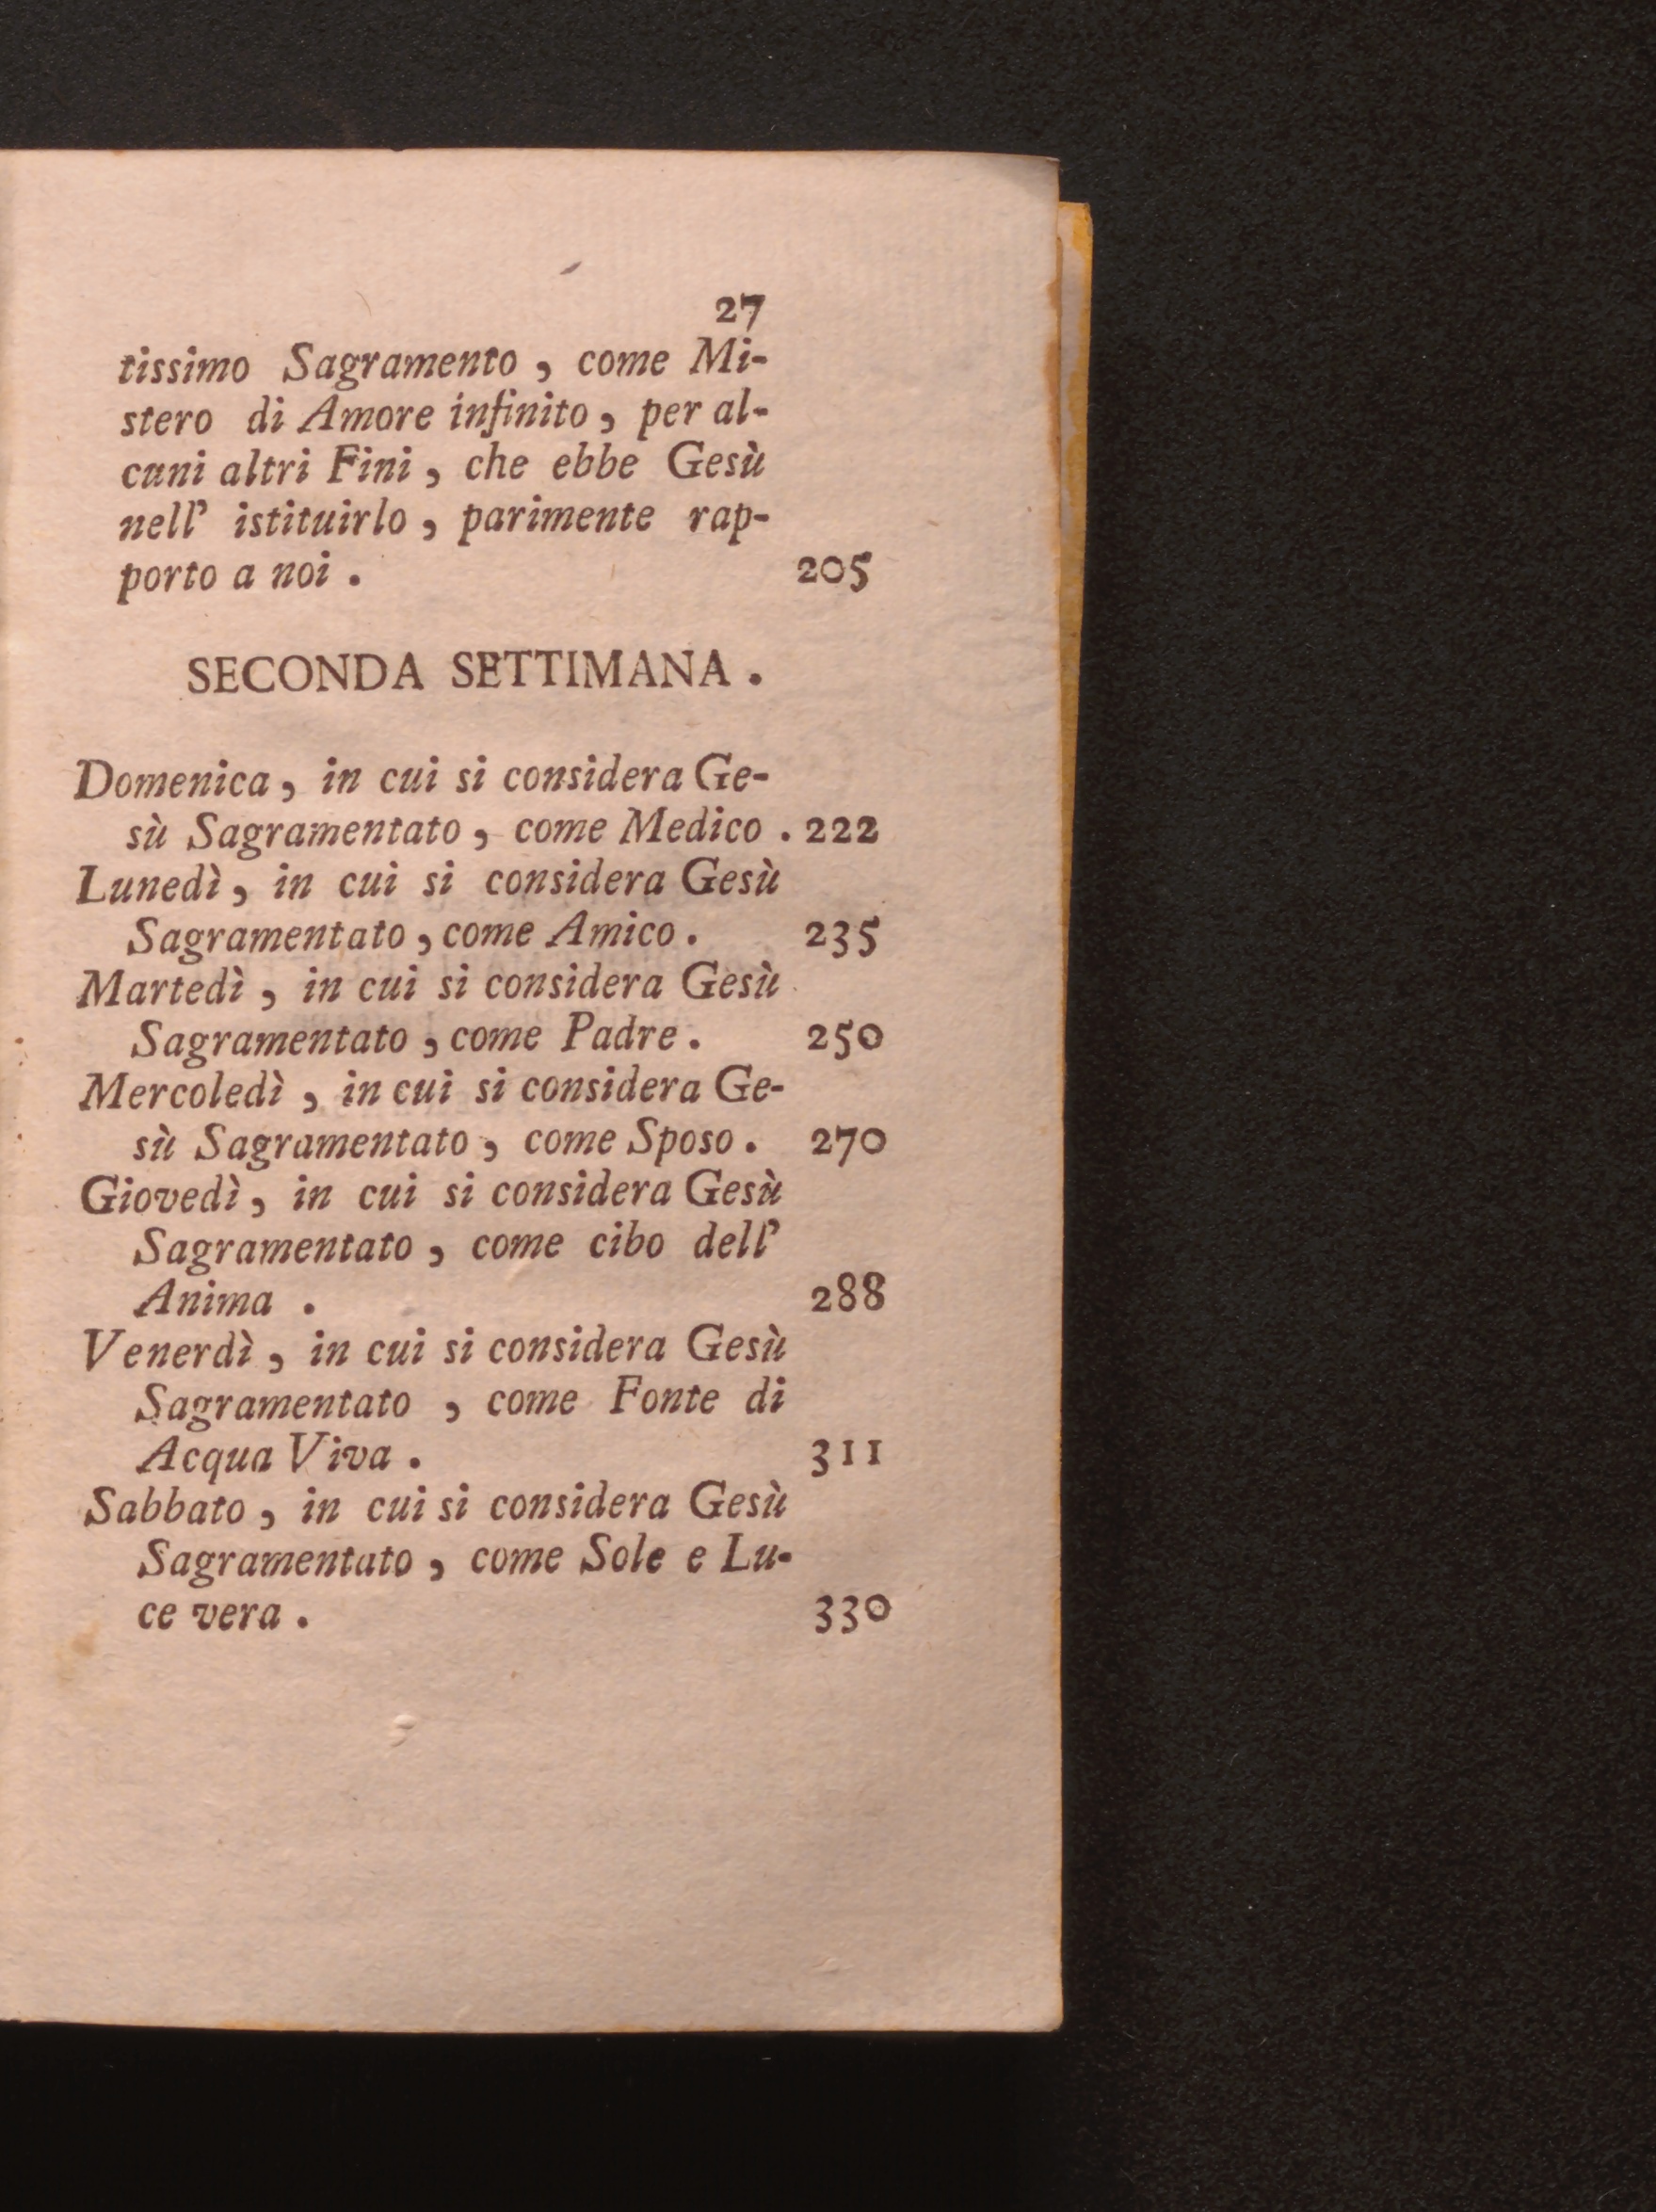 27
tissimo Sagramento, come Mi-
stero di Amore infinito, per al-
cuni altri Fini, che ebbe Gesù
nell' istituirlo, parimente rap-
porto a noi. 205
SECONDA SETTIMANA.
Domenica, in cui si considera Ge-
sù Sagramentato, come Medico. 222
Lunedì, in cui si considera Gesù
Sagramentato, come Amico. 235
Martedì, in cui si considera Gesù
Sagramentato, come Padre. 250
Mercoledì, in cui si considera Ge-
sù Sagramentato, come Sposo. 270
Giovedì, in cui si considera Gesù
Sagramentato, come cibo dell'
Anima. 288
Venerdì, in cui si considera Gesù
Sagramentato, come Fonte di
Acqua Viva. 311
Sabbato, in cui si considera Gesù
Sagramentato, come Sole e Lu-
ce vera. 330